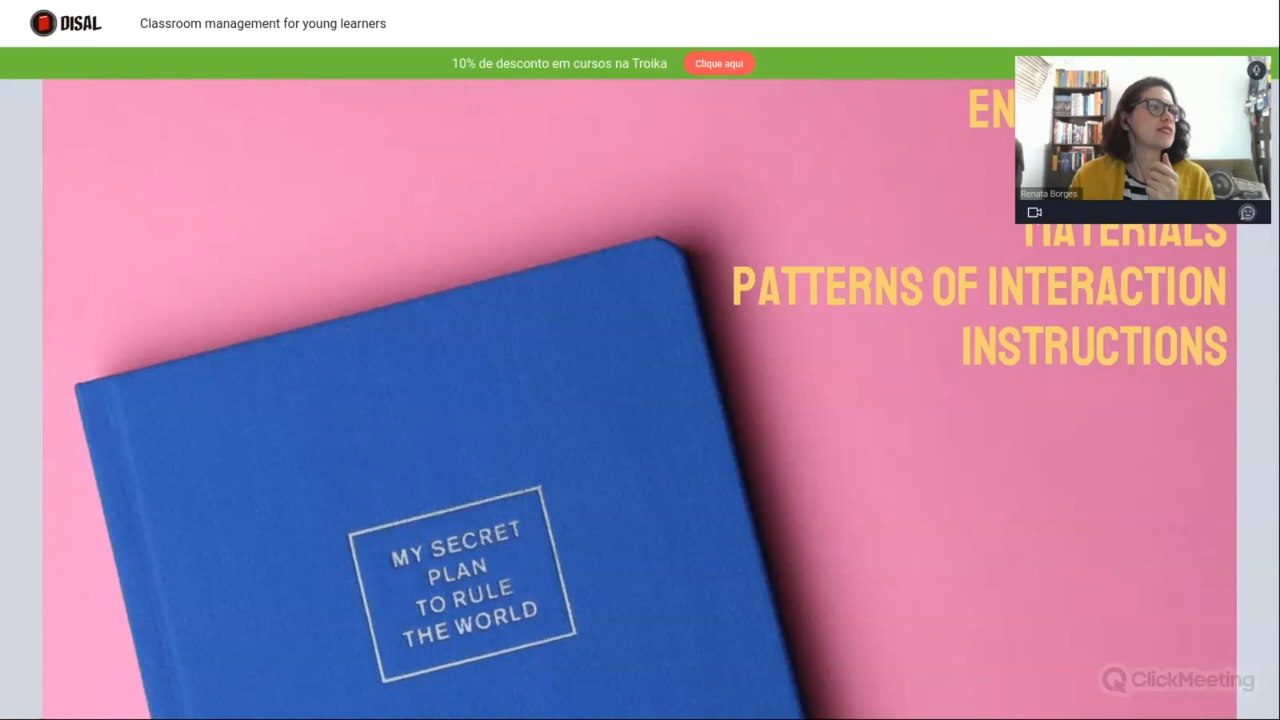 DISAL
Classroom management for young learners
10% de desconto em cursos na Troika
Clique aqui
Renata Borges
MATERIALS
PATTERNS OF INTERACTION
INSTRUCTIONS
MY SECRET
PLAN
TO RULE
THE WORLD
ClickMeeting